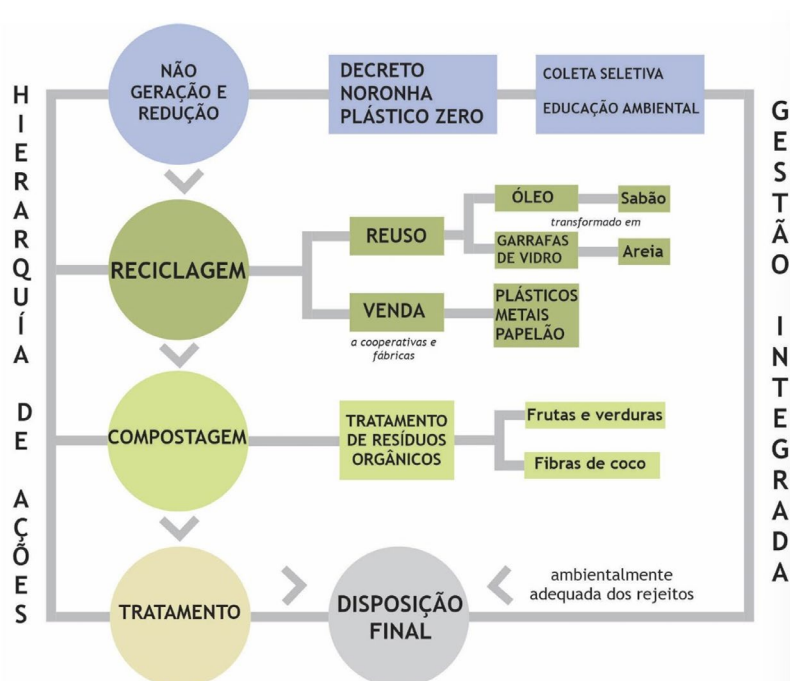 HIERARQUÍA DE AÇÕES
NÃO
GERAÇÃO E
REDUÇÃO
DECRETO
NORONHA
PLÁSTICO ZERO
COLETA SELETIVA
EDUCAÇÃO AMBIENTAL
GESTÃO INTEGRADA
RECICLAGEM
REUSO
ÓLEO
Sabão
transformado em
GARRAFAS
DE VIDRO
Areia
VENDA
a cooperativas e
fábricas
PLÁSTICOS
METAIS
PAPELÃO
COMPOSTAGEM
TRATAMENTO
DE RESÍDUOS
ORGÂNICOS
Frutas e verduras
Fibras de coco
TRATAMENTO
DISPOSIÇÃO
FINAL
ambientalmente
adequada dos rejeitos